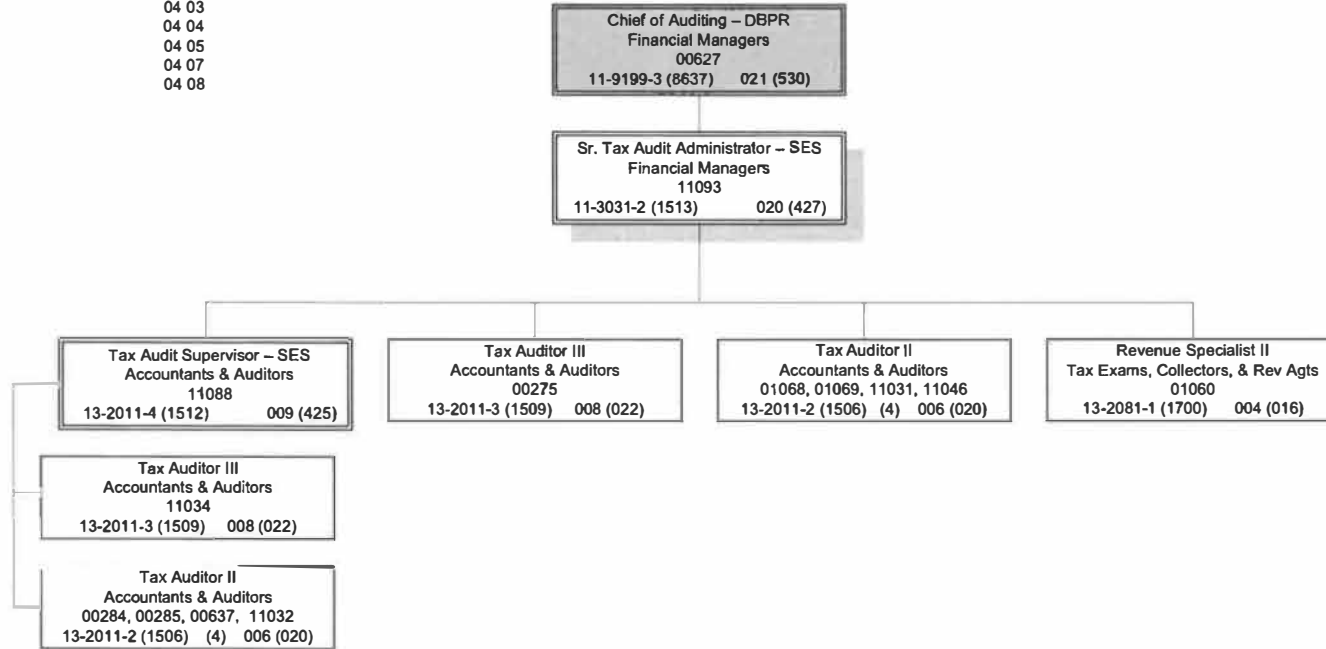 04 03
04 04
04 05
04 07
04 08
Chief of Auditing – DBPR
Financial Managers
00627
11-9199-3 (8637) 021 (530)
Sr. Tax Audit Administrator – SES
Financial Managers
11093
11-3031-2 (1513) 020 (427)
Tax Audit Supervisor – SES
Accountants & Auditors
11088
13-2011-4 (1512) 009 (425)
Tax Auditor III
Accountants & Auditors
00275
13-2011-3 (1509) 008 (022)
Tax Auditor II
Accountants & Auditors
01068, 01069, 11031, 11046
13-2011-2 (1506) (4) 006 (020)
Revenue Specialist II
Tax Exams, Collectors, & Rev Agts
01060
13-2081-1 (1700) 004 (016)
Tax Auditor III
Accountants & Auditors
11034
13-2011-3 (1509) 008 (022)
Tax Auditor II
Accountants & Auditors
00284, 00285, 00637, 11032
13-2011-2 (1506) (4) 006 (020)